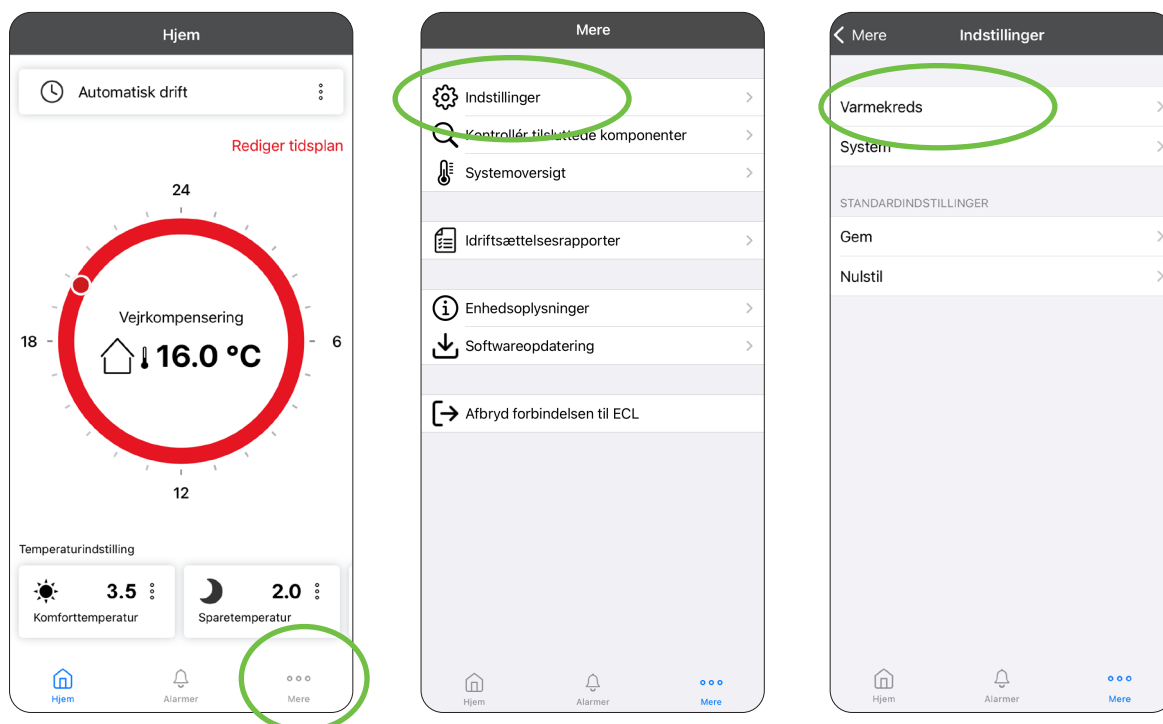 Hjem
Automatisk drift
Rediger tidsplan
24
18
6
12
Vejrkompensering
16.0 °C
Temperaturindstilling
3.5
Komforttemperatur
2.0
Sparetemperatur
Hjem
Alarmer
Mere
Mere
Indstillinger
Kontrollér tilsluttede komponenter
Systemoversigt
Idriftsættelsesrapporter
Enhedsoplysninger
Softwareopdatering
Afbryd forbindelsen til ECL
Hjem
Alarmer
Mere
Mere
Indstillinger
Varmekreds
System
STANDARDINDSTILLINGER
Gem
Nulstil
Hjem
Alarmer
Mere